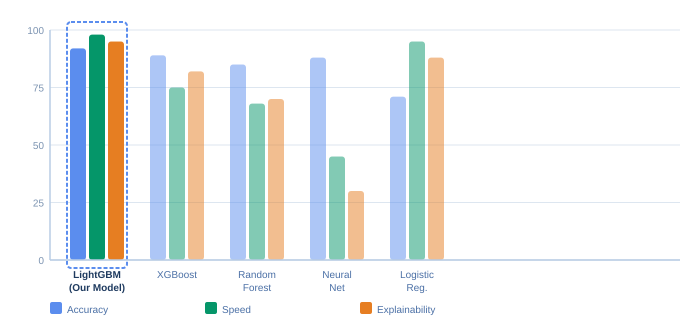 100
75
50
25
0
LightGBM
(Our Model)
XGBoost
Random
Forest
Neural
Net
Logistic
Reg.
Accuracy
Speed
Explainability